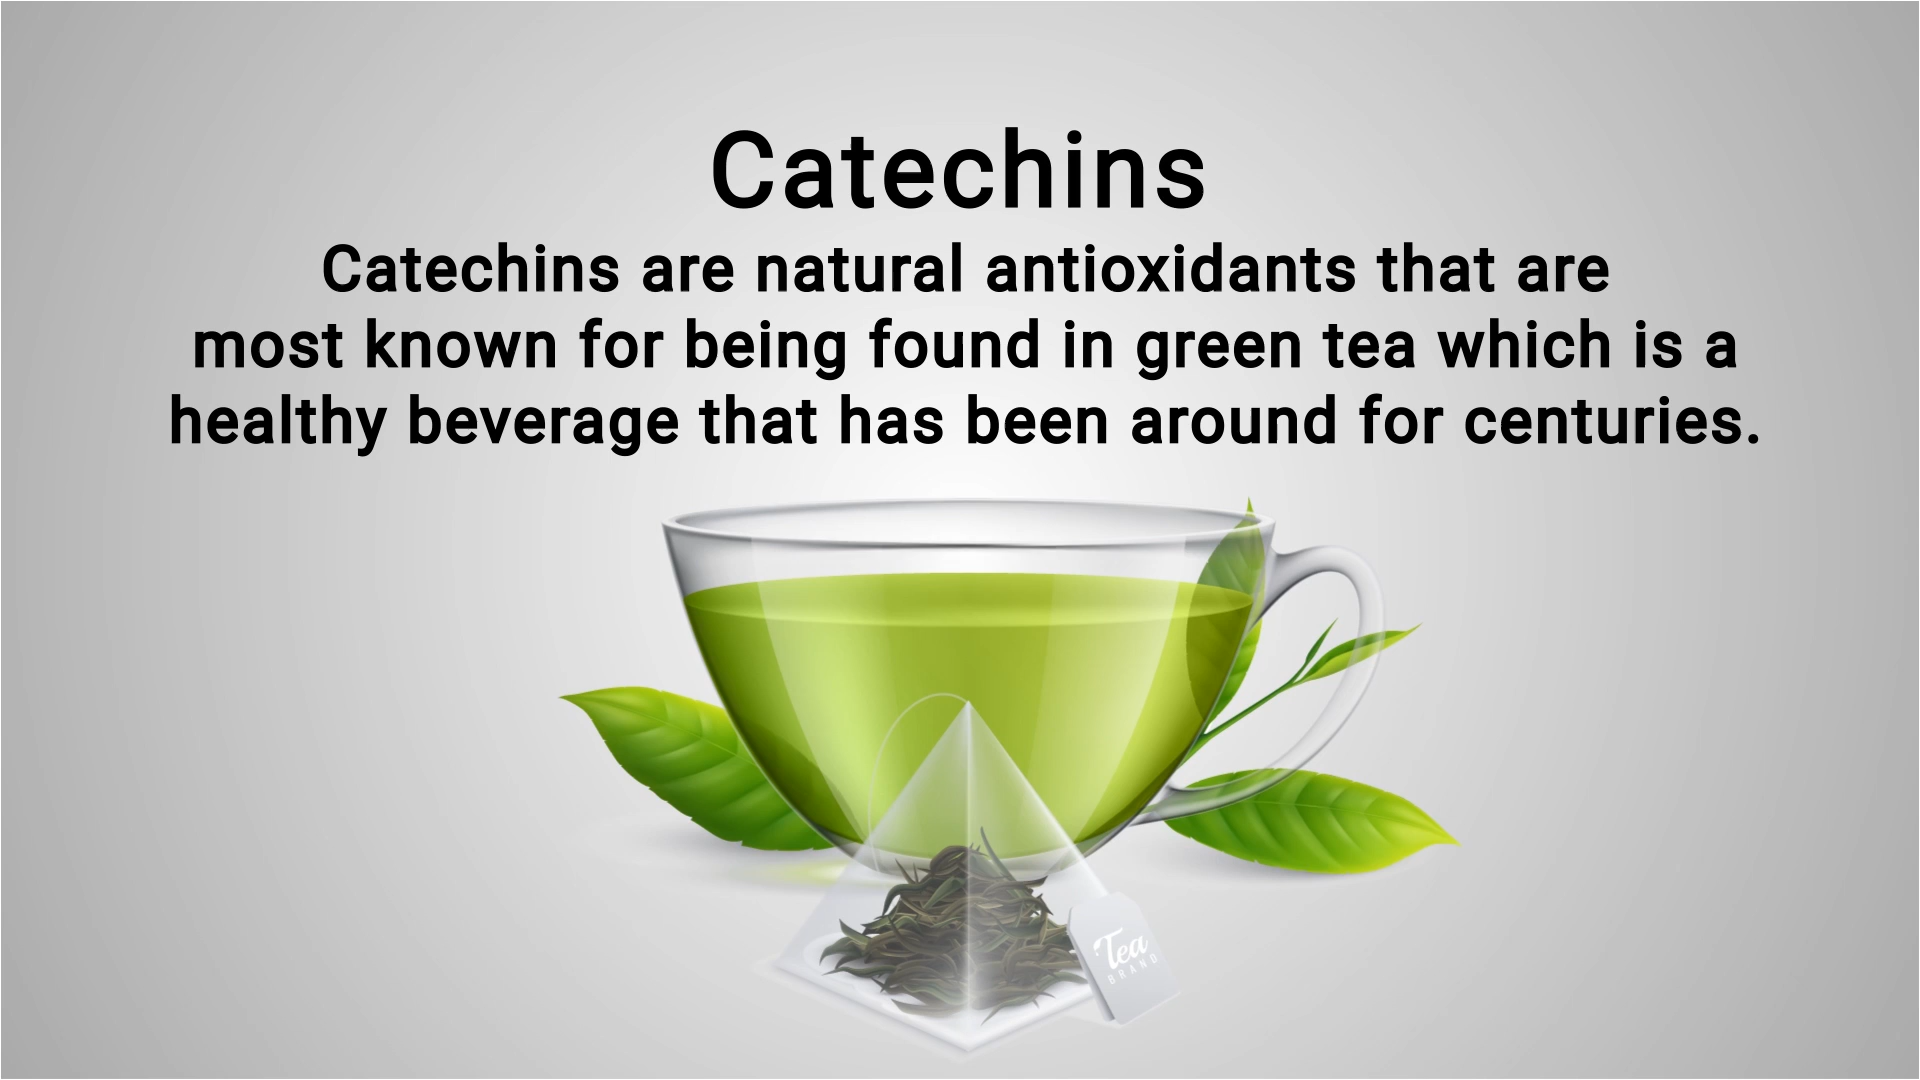 Catechins
Catechins are natural antioxidants that are
most known for being found in green tea which is a
healthy beverage that has been around for centuries.
Tea
BRAND